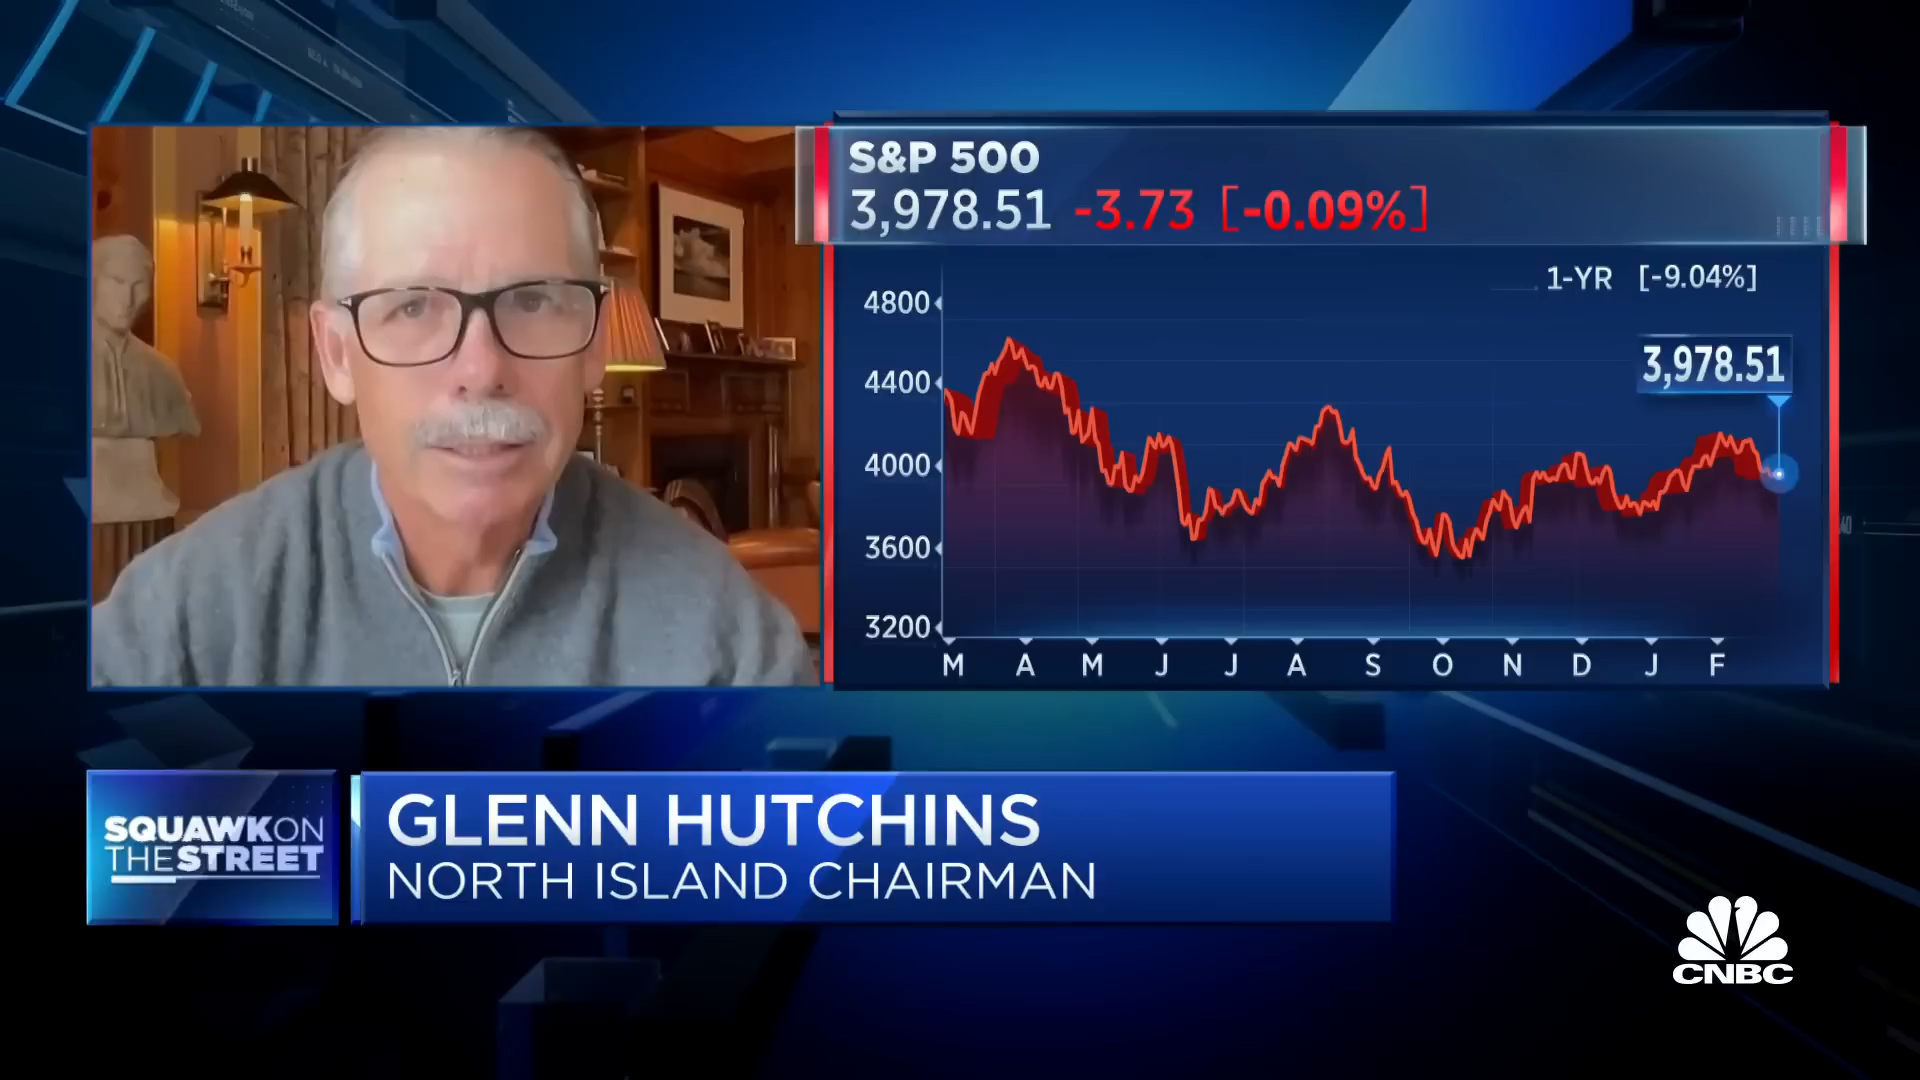 S&P 500
3,978.51 -3.73 [-0.09%]
1-YR [-9.04%]
3,978.51
4800
4400
4000
3600
3200
M A M J J A S O N D J F
SQUAWK ON
THE STREET
GLENN HUTCHINS
NORTH ISLAND CHAIRMAN
CNBC